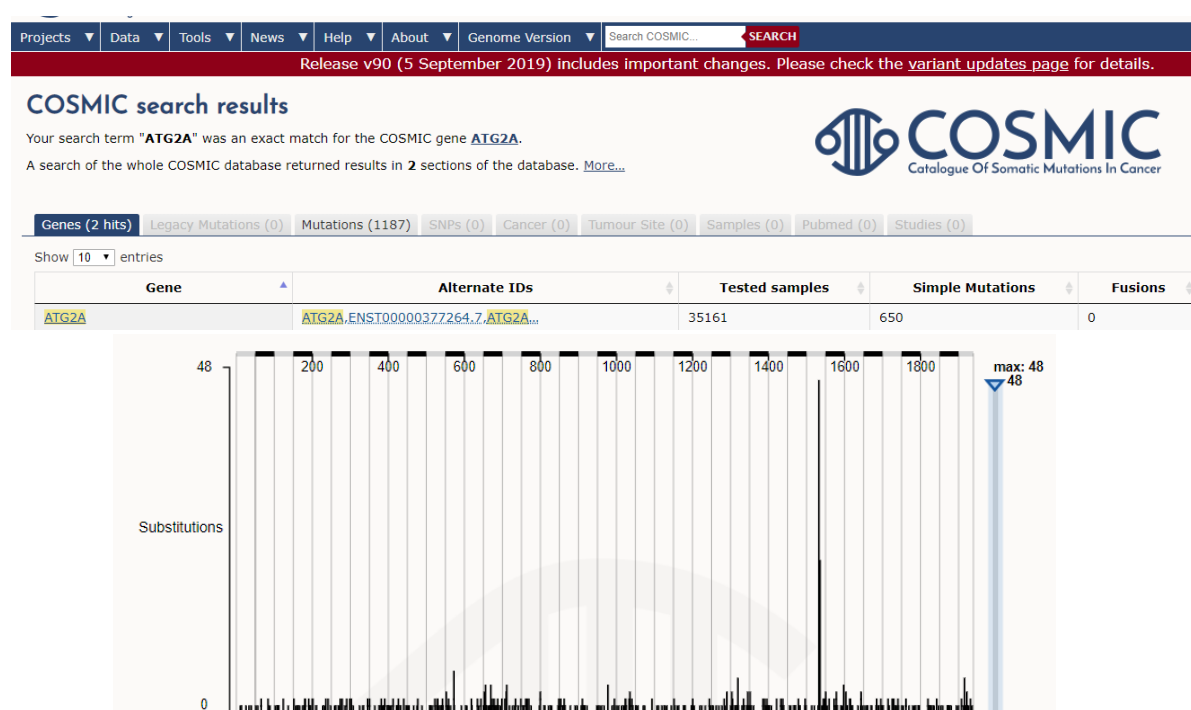 Projects ▼ Data ▼ Tools ▼ News ▼ Help ▼ About ▼ Genome Version ▼ Search COSMIC... SEARCH
Release v90 (5 September 2019) includes important changes. Please check the variant updates page for details.
COSMIC search results
Your search term "ATG2A" was an exact match for the COSMIC gene ATG2A.
A search of the whole COSMIC database returned results in 2 sections of the database. More...
COSMIC
Catalogue Of Somatic Mutations In Cancer
Genes (2 hits) Legacy Mutations (0) Mutations (1187) SNPs (0) Cancer (0) Tumour Site (0) Samples (0) Pubmed (0) Studies (0)
Show 10 ▼ entries
Gene Alternate IDs Tested samples Simple Mutations Fusions
ATG2A ATG2A,ENST00000377264.7,ATG2A... 35161 650 0
48 200 400 600 800 1000 1200 1400 1600 1800 max: 48
48
Substitutions
0